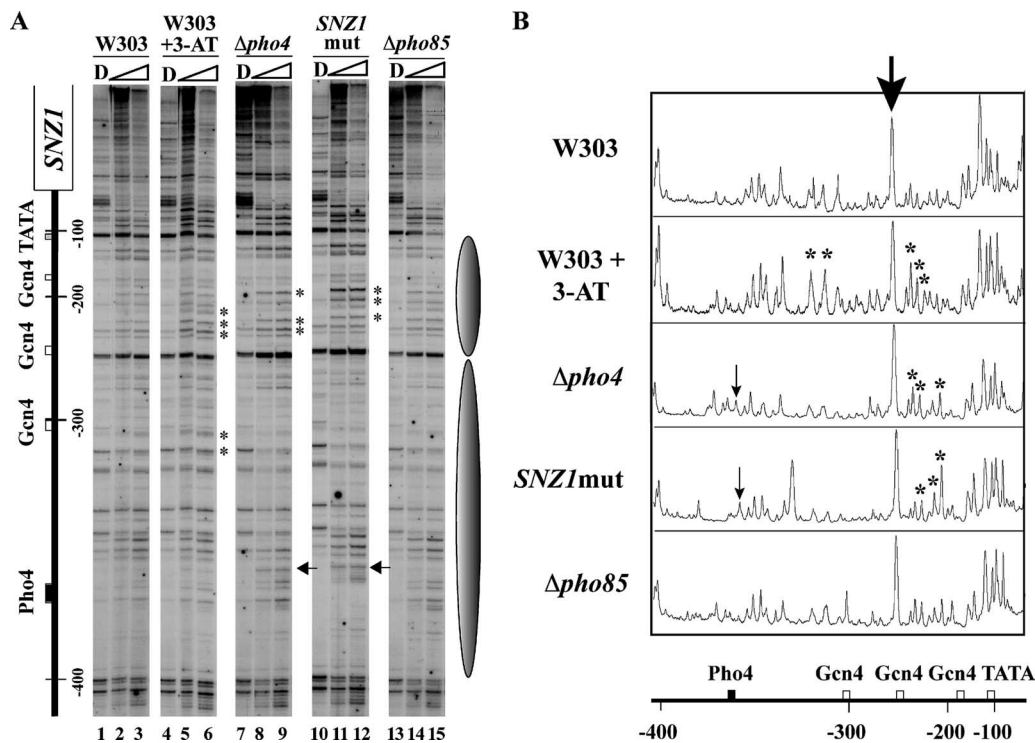 A
W303
W303
+3-AT
Δpho4
SNZ1
mut
Δpho85
D
D
D
D
D
SNZ1
TATA
Gcn4
Gcn4
Gcn4
Pho4
-100
-200
-300
-400
*
*
*
*
*
*
*
*
*
*
*
1 2 3 4 5 6 7 8 9 10 11 12 13 14 15
B
W303
W303 +
3-AT
* * * * *
Δpho4
* * *
SNZ1mut
* * *
Δpho85
Pho4 Gcn4 Gcn4 Gcn4 TATA
-400 -300 -200 -100